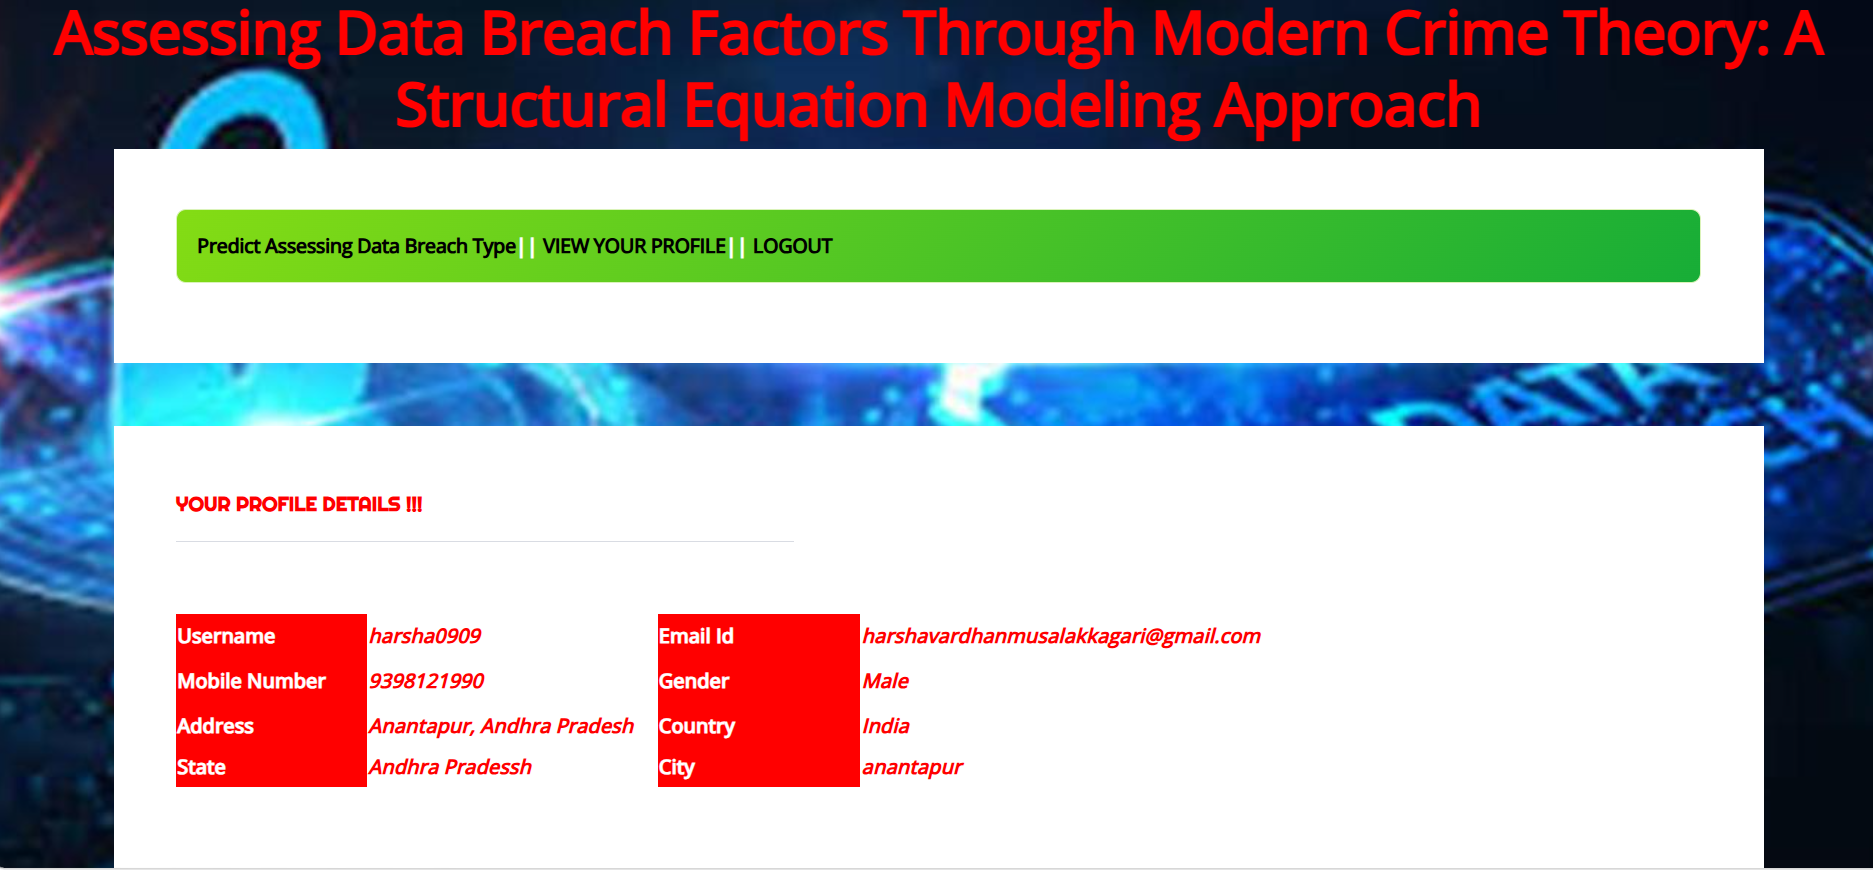 Assessing Data Breach Factors Through Modern Crime Theory: A
Structural Equation Modeling Approach
Predict Assessing Data Breach Type|| VIEW YOUR PROFILE|| LOGOUT
DATA
YOUR PROFILE DETAILS !!!
Username harsha0909 Email Id harshavardhanmusalakkagari@gmail.com
Mobile Number 9398121990 Gender Male
Address Anantapur, Andhra Pradesh Country India
State Andhra Pradessh City anantapur